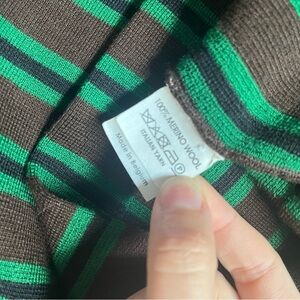 100% MERINO WOOL
P
ITALIAN YARN
Made in Belgium